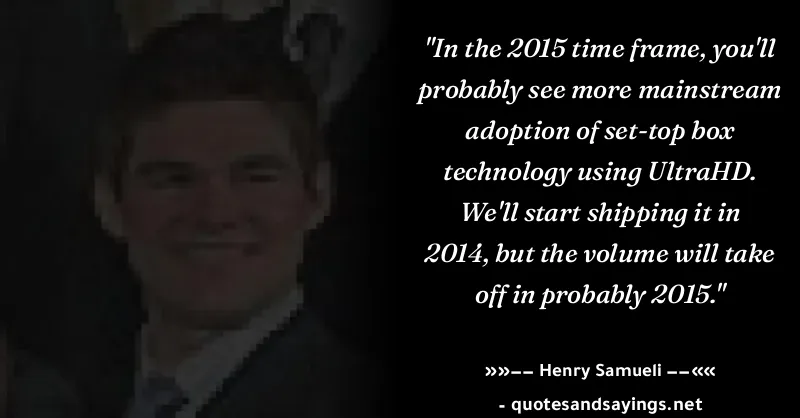 "In the 2015 time frame, you'll
probably see more mainstream
adoption of set-top box
technology using UltraHD.
We'll start shipping it in
2014, but the volume will take
off in probably 2015."
»»−− Henry Samueli −−««
- quotesandsayings.net